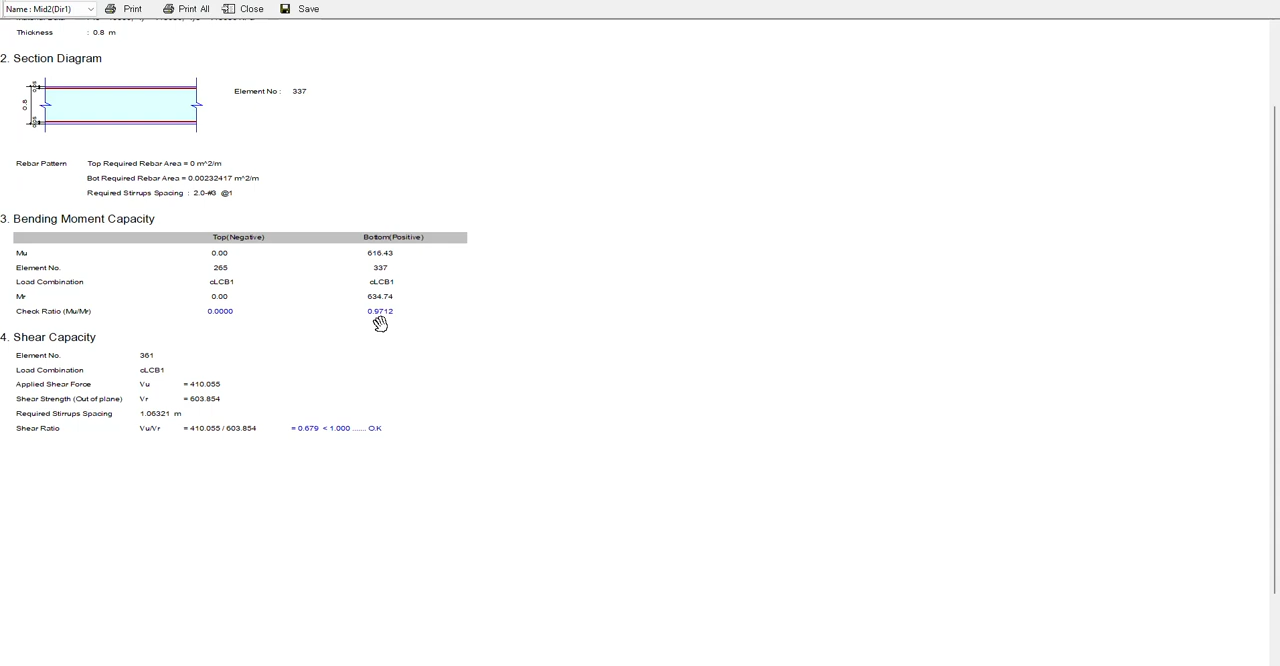 Name : Mid2(Dir1) Print Print All Close Save
Thickness : 0.8 m
2. Section Diagram
0.8
Element No : 337
Rebar Pattern Top Required Rebar Area = 0 m^2/m
Bot Required Rebar Area = 0.00232417 m^2/m
Required Stirrups Spacing : 2.0-#3 @1
3. Bending Moment Capacity
Top(Negative) Bottom(Positive)
Mu 0.00 616.43
Element No. 265 337
Load Combination cLCB1 cLCB1
Mr 0.00 634.74
Check Ratio (Mu/Mr) 0.0000 0.9712
4. Shear Capacity
Element No. 361
Load Combination cLCB1
Applied Shear Force Vu = 410.055
Shear Strength (Out of plane) Vr = 603.854
Required Stirrups Spacing 1.06321 m
Shear Ratio Vu/Vr = 410.055 / 603.854 = 0.679 < 1.000 ...... O.K